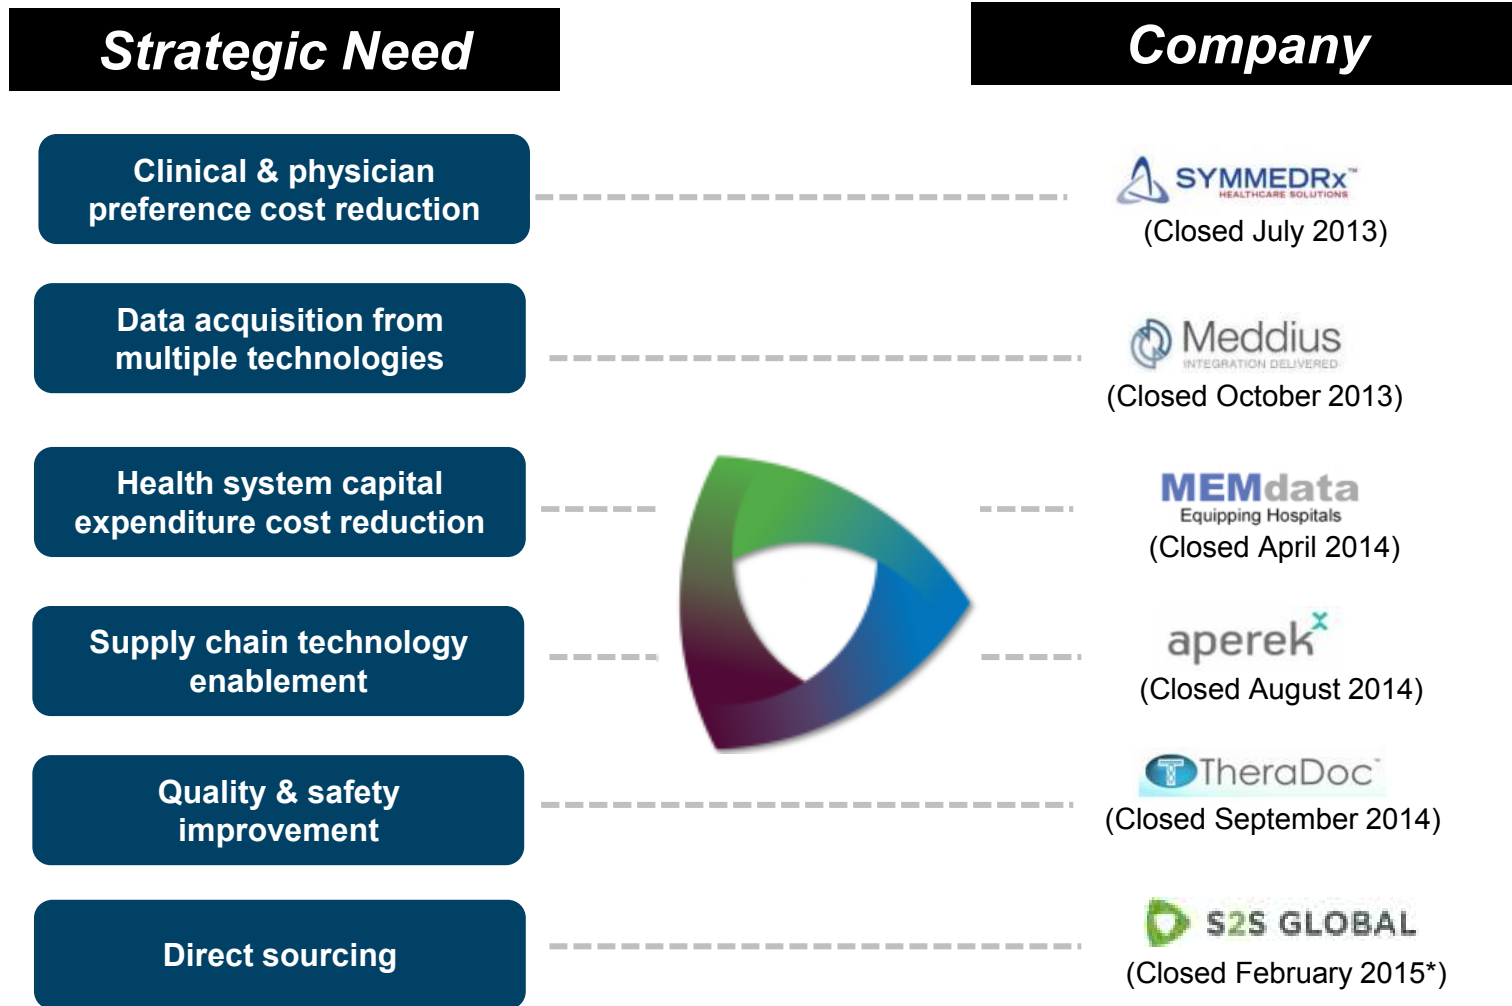 Strategic Need
Company
Clinical & physician
preference cost reduction
SYMMEDRx™
HEALTHCARE SOLUTIONS
(Closed July 2013)
Data acquisition from
multiple technologies
Meddius
INTEGRATION DELIVERED
(Closed October 2013)
Health system capital
expenditure cost reduction
MEMdata
Equipping Hospitals
(Closed April 2014)
Supply chain technology
enablement
aperek
(Closed August 2014)
Quality & safety
improvement
TheraDoc™
(Closed September 2014)
Direct sourcing
S2S GLOBAL
(Closed February 2015*)